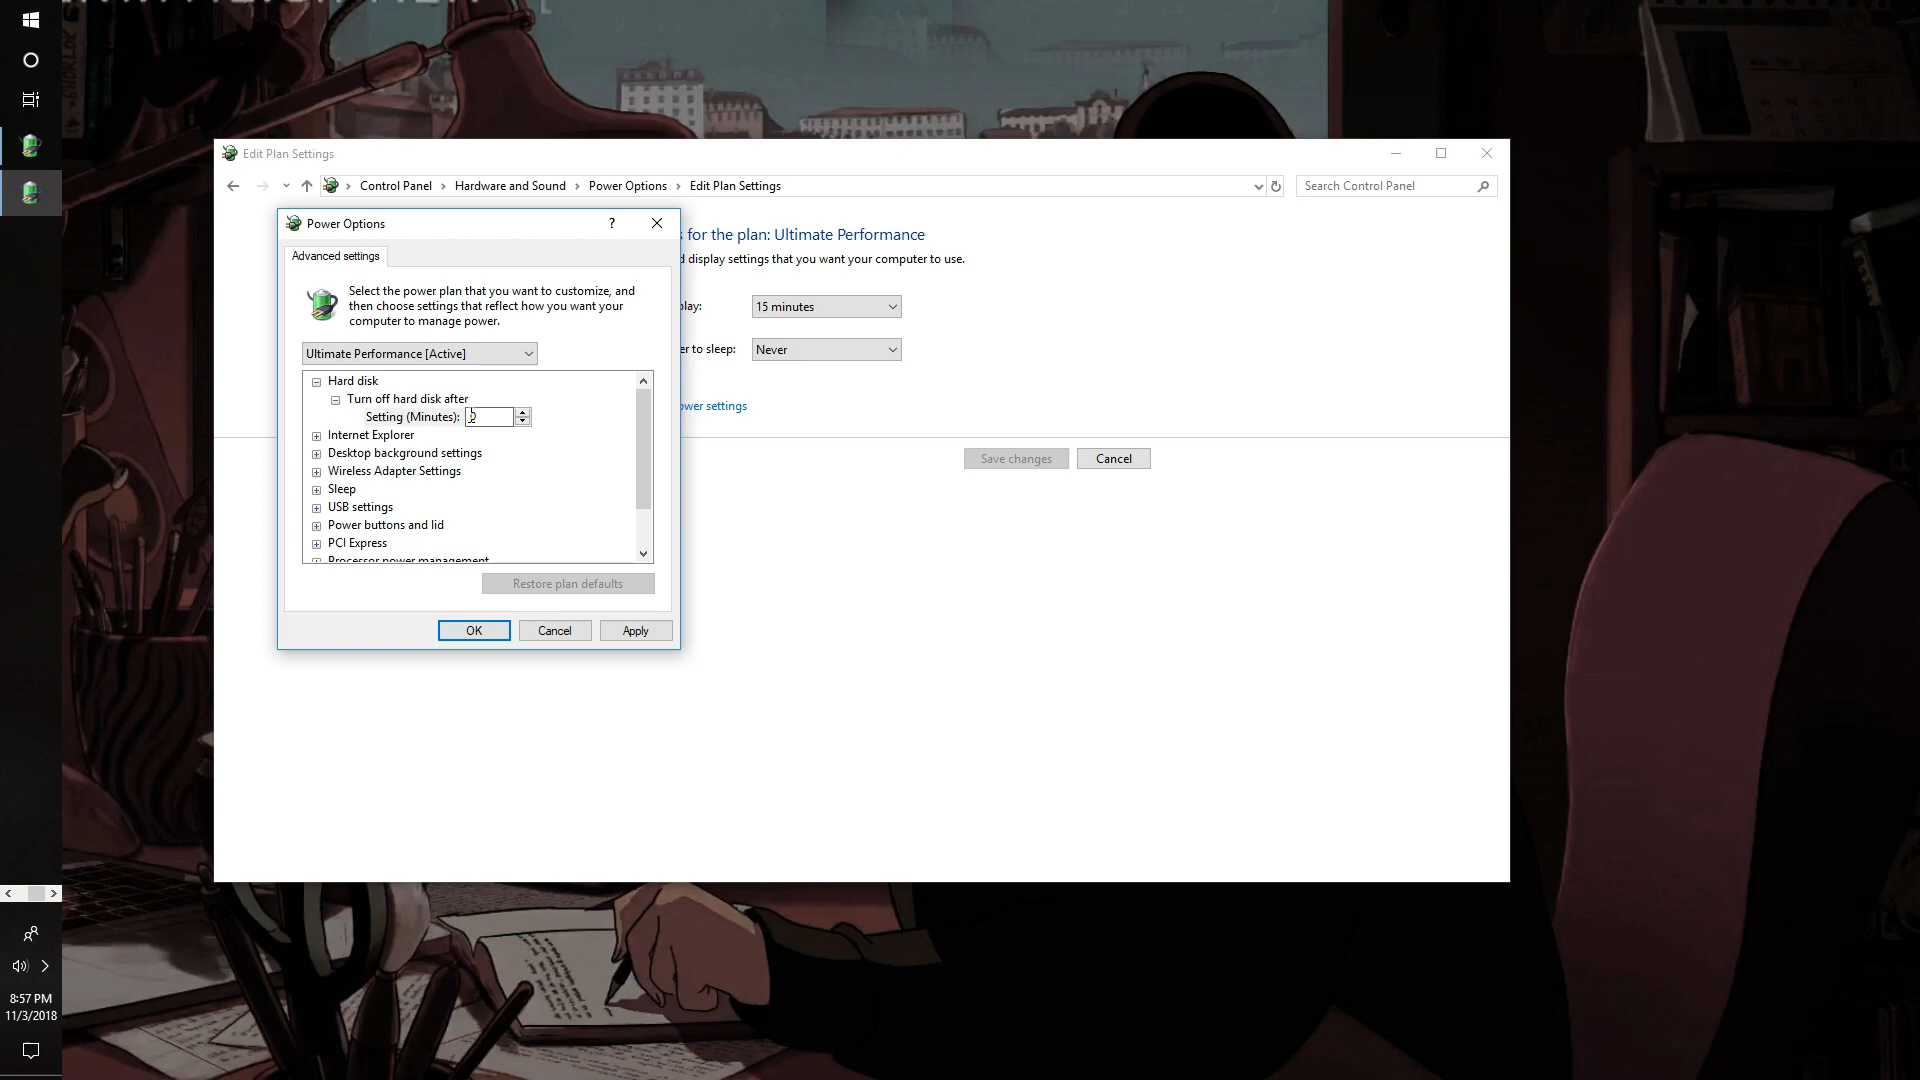 Edit Plan Settings
Control Panel > Hardware and Sound > Power Options > Edit Plan Settings
Search Control Panel
Power Options
s for the plan: Ultimate Performance
Advanced settings
d display settings that you want your computer to use.
Select the power plan that you want to customize, and
then choose settings that reflect how you want your
computer to manage power.
play:
15 minutes
Ultimate Performance [Active]
er to sleep:
Never
Hard disk
Turn off hard disk after
Setting (Minutes):
ower settings
Internet Explorer
Desktop background settings
Wireless Adapter Settings
Save changes
Cancel
Sleep
USB settings
Power buttons and lid
PCI Express
Processor power management
Restore plan defaults
OK
Cancel
Apply
8:57 PM
11/3/2018